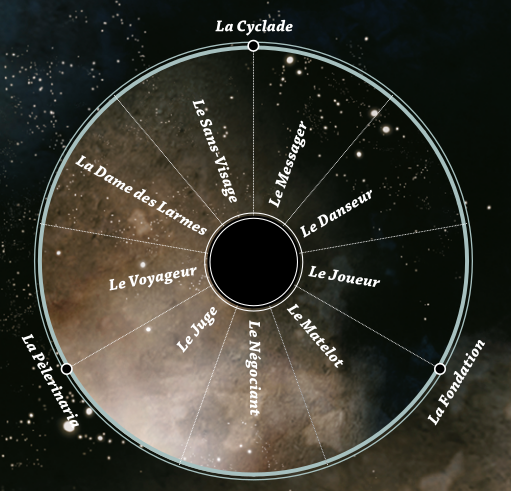 La Cyclade
Le Sans-Visage
Le Messager
La Dame des Larmes
Le Danseur
Le Voyageur
Le Joueur
Le Juge
Le Négociant
Le Matelot
La Pèlerinaria
La Fondation